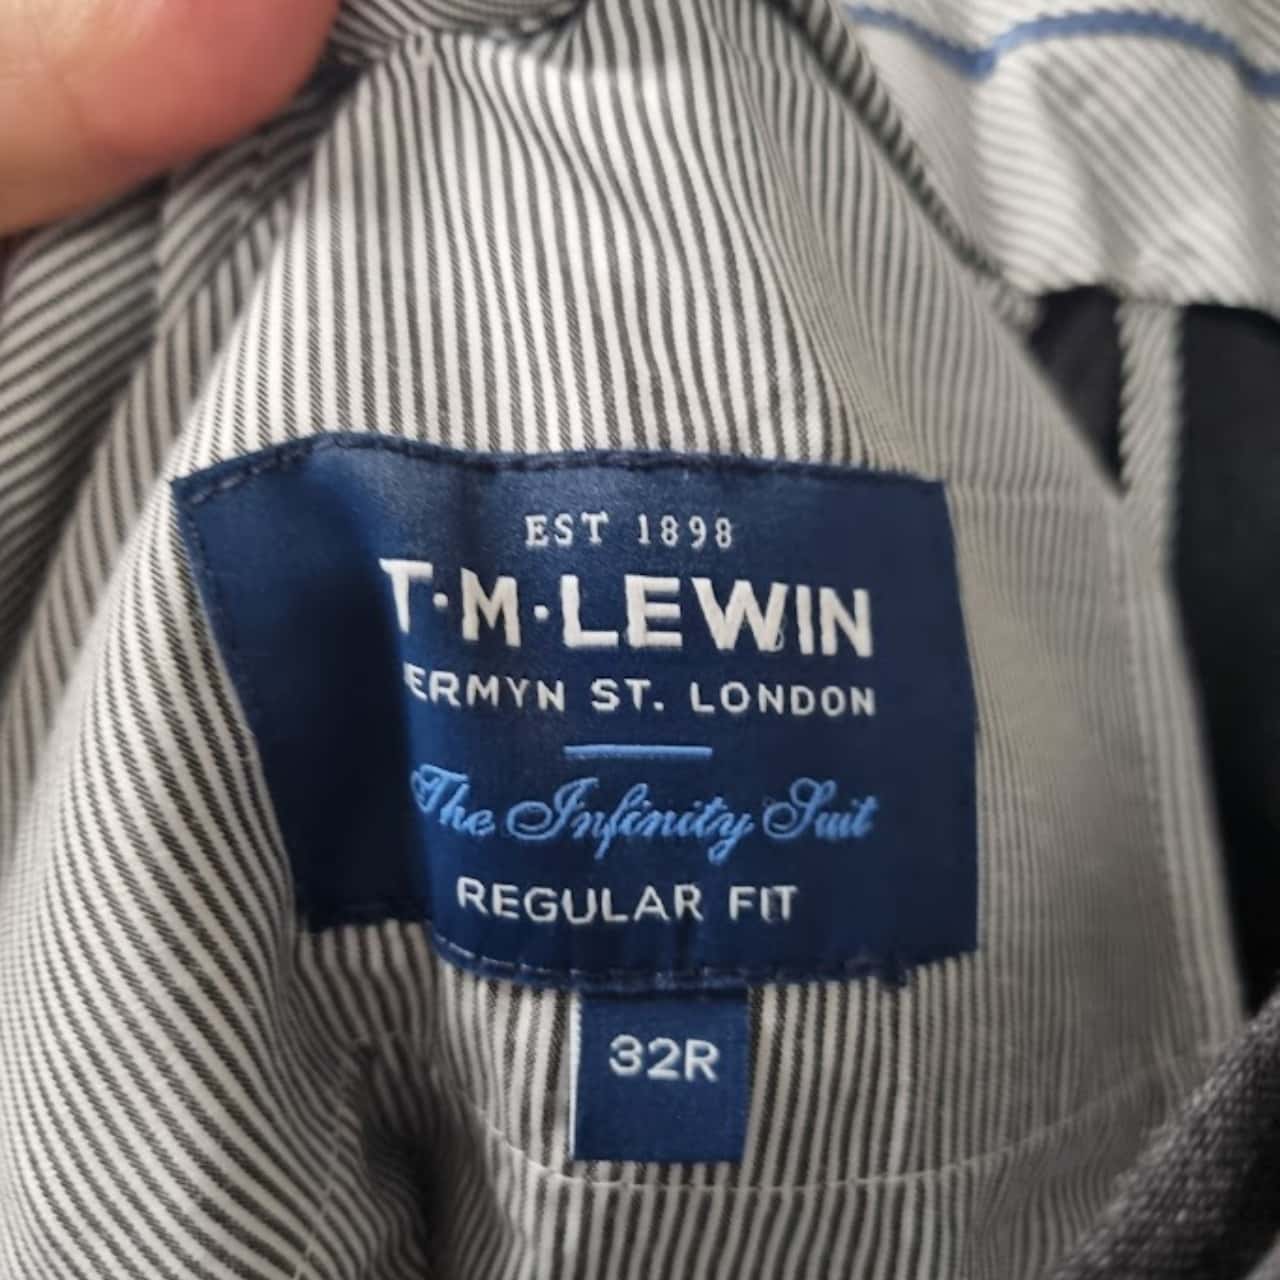 EST 1898
T·M·LEWIN
ERMYN ST. LONDON
The Infinity Suit
REGULAR FIT
32R